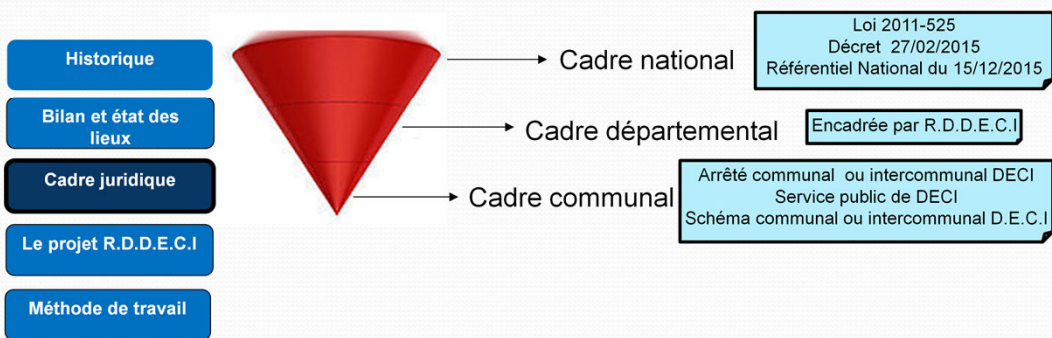 Historique
Bilan et état des
lieux
Cadre juridique
Le projet R.D.D.E.C.I
Méthode de travail
Cadre national
Loi 2011-525
Décret 27/02/2015
Référentiel National du 15/12/2015
Cadre départemental
Encadrée par R.D.D.E.C.I
Cadre communal
Arrêté communal ou intercommunal DECI
Service public de DECI
Schéma communal ou intercommunal D.E.C.I